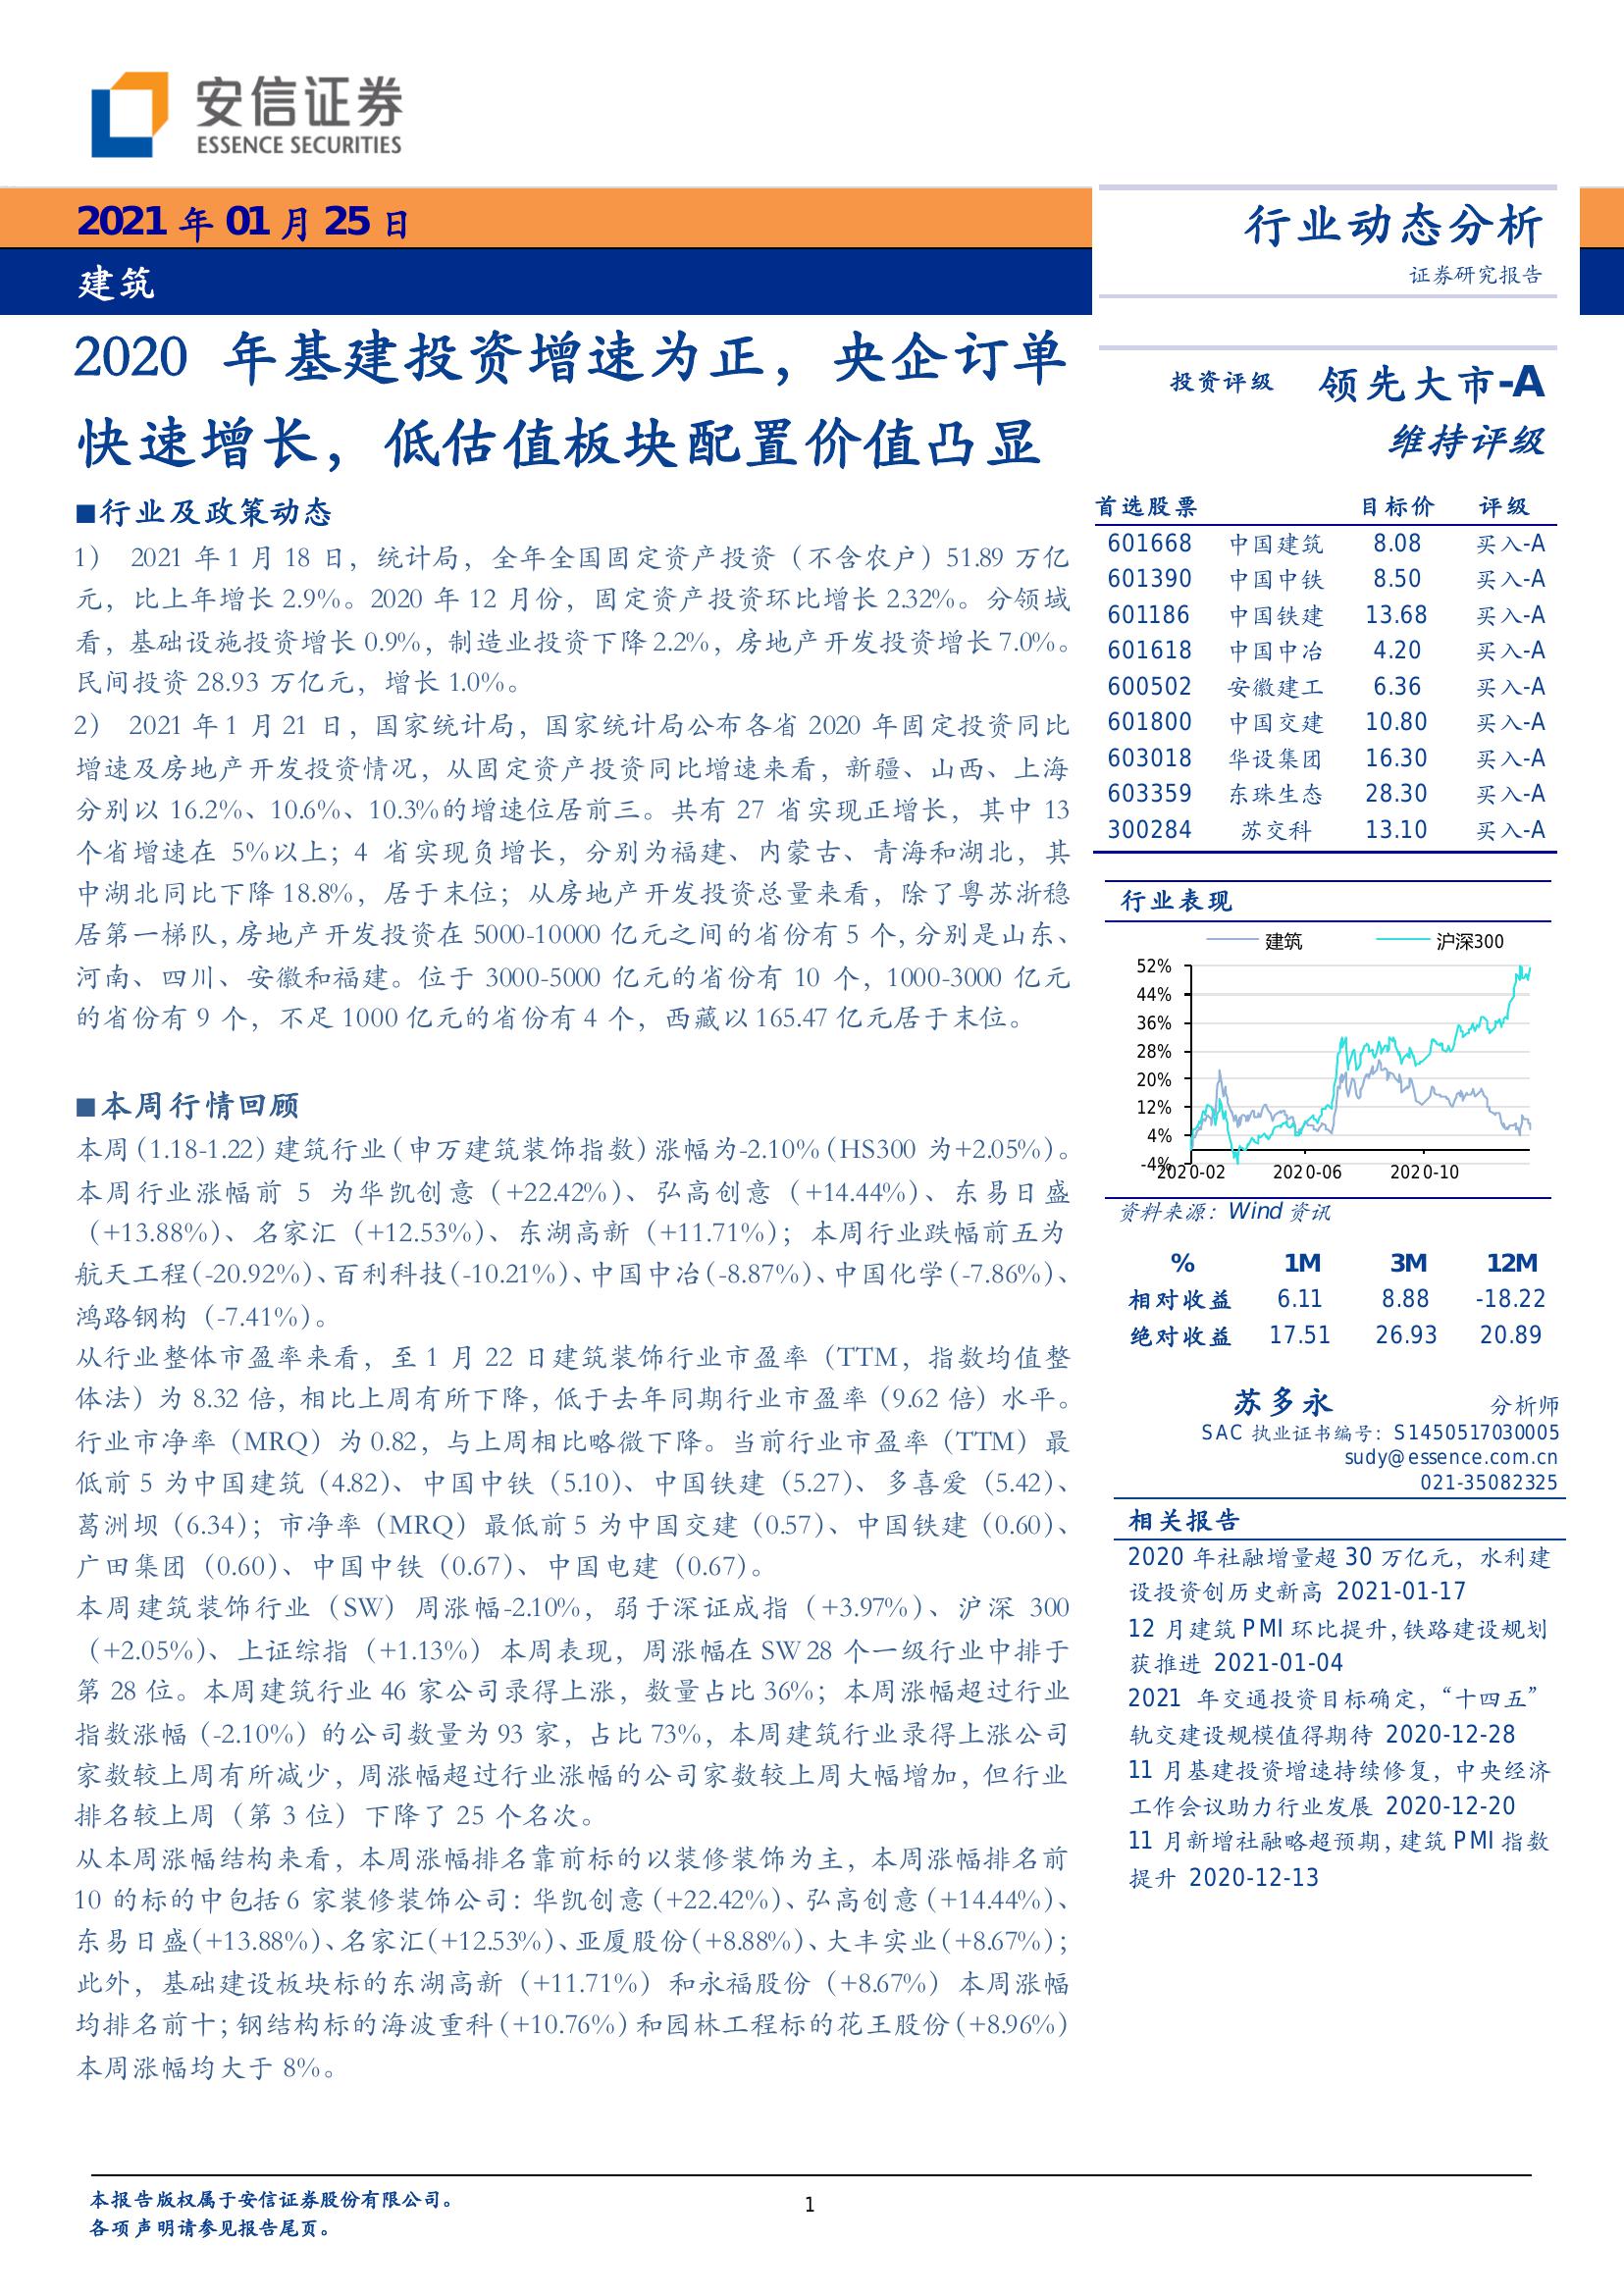 安信证券
ESSENCE SECURITIES
2021 年 01 月 25 日
建筑
行业动态分析
证券研究报告
2020 年基建投资增速为正，央企订单
快速增长，低估值板块配置价值凸显
■行业及政策动态
1） 2021 年 1 月 18 日，统计局，全年全国固定资产投资（不含农户）51.89 万亿
元，比上年增长 2.9%。2020 年 12 月份，固定资产投资环比增长 2.32%。分领域
看，基础设施投资增长 0.9%，制造业投资下降 2.2%，房地产开发投资增长 7.0%。
民间投资 28.93 万亿元，增长 1.0%。
2） 2021 年 1 月 21 日，国家统计局，国家统计局公布各省 2020 年固定投资同比
增速及房地产开发投资情况，从固定资产投资同比增速来看，新疆、山西、上海
分别以 16.2%、10.6%、10.3%的增速位居前三。共有 27 省实现正增长，其中 13
个省增速在 5%以上；4 省实现负增长，分别为福建、内蒙古、青海和湖北，其
中湖北同比下降 18.8%，居于末位；从房地产开发投资总量来看，除了粤苏浙稳
居第一梯队，房地产开发投资在 5000-10000 亿元之间的省份有 5 个，分别是山东、
河南、四川、安徽和福建。位于 3000-5000 亿元的省份有 10 个，1000-3000 亿元
的省份有 9 个，不足 1000 亿元的省份有 4 个，西藏以 165.47 亿元居于末位。
■本周行情回顾
本周（1.18-1.22）建筑行业（申万建筑装饰指数）涨幅为-2.10%（HS300 为+2.05%）。
本周行业涨幅前 5 为华凯创意（+22.42%）、弘高创意（+14.44%）、东易日盛
（+13.88%）、名家汇（+12.53%）、东湖高新（+11.71%）；本周行业跌幅前五为
航天工程（-20.92%）、百利科技（-10.21%）、中国中冶（-8.87%）、中国化学（-7.86%）、
鸿路钢构（-7.41%）。
从行业整体市盈率来看，至 1 月 22 日建筑装饰行业市盈率（TTM，指数均值整
体法）为 8.32 倍，相比上周有所下降，低于去年同期行业市盈率（9.62 倍）水平。
行业市净率（MRQ）为 0.82，与上周相比略微下降。当前行业市盈率（TTM）最
低前 5 为中国建筑（4.82）、中国中铁（5.10）、中国铁建（5.27）、多喜爱（5.42）、
葛洲坝（6.34）；市净率（MRQ）最低前 5 为中国交建（0.57）、中国铁建（0.60）、
广田集团（0.60）、中国中铁（0.67）、中国电建（0.67）。
本周建筑装饰行业（SW）周涨幅-2.10%，弱于深证成指（+3.97%）、沪深 300
（+2.05%）、上证综指（+1.13%）本周表现，周涨幅在 SW 28 个一级行业中排于
第 28 位。本周建筑行业 46 家公司录得上涨，数量占比 36%；本周涨幅超过行业
指数涨幅（-2.10%）的公司数量为 93 家，占比 73%，本周建筑行业录得上涨公司
家数较上周有所减少，周涨幅超过行业涨幅的公司家数较上周大幅增加，但行业
排名较上周（第 3 位）下降了 25 个名次。
从本周涨幅结构来看，本周涨幅排名靠前标的以装修装饰为主，本周涨幅排名前
10 的标的中包括 6 家装修装饰公司：华凯创意（+22.42%）、弘高创意（+14.44%）、
东易日盛（+13.88%）、名家汇（+12.53%）、亚厦股份（+8.88%）、大丰实业（+8.67%）；
此外，基础建设板块标的东湖高新（+11.71%）和永福股份（+8.67%）本周涨幅
均排名前十；钢结构标的海波重科（+10.76%）和园林工程标的花王股份（+8.96%）
本周涨幅均大于 8%。
投资评级 领先大市-A
维持评级
首选股票 目标价 评级
601668 中国建筑 8.08 买入-A
601390 中国中铁 8.50 买入-A
601186 中国铁建 13.68 买入-A
601618 中国中冶 4.20 买入-A
600502 安徽建工 6.36 买入-A
601800 中国交建 10.80 买入-A
603018 华设集团 16.30 买入-A
603359 东珠生态 28.30 买入-A
300284 苏交科 13.10 买入-A
行业表现
建筑 沪深300
52%
44%
36%
28%
20%
12%
4%
-4%
2020-02 2020-06 2020-10
资料来源：Wind 资讯
% 1M 3M 12M
相对收益 6.11 8.88 -18.22
绝对收益 17.51 26.93 20.89
苏多永 分析师
SAC 执业证书编号：S1450517030005
sudy@essence.com.cn
021-35082325
相关报告
2020 年社融增量超 30 万亿元，水利建
设投资创历史新高 2021-01-17
12 月建筑 PMI 环比提升，铁路建设规划
获推进 2021-01-04
2021 年交通投资目标确定，“十四五”
轨交建设规模值得期待 2020-12-28
11 月基建投资增速持续修复，中央经济
工作会议助力行业发展 2020-12-20
11 月新增社融略超预期，建筑 PMI 指数
提升 2020-12-13
本报告版权属于安信证券股份有限公司。
各项声明请参见报告尾页。
1